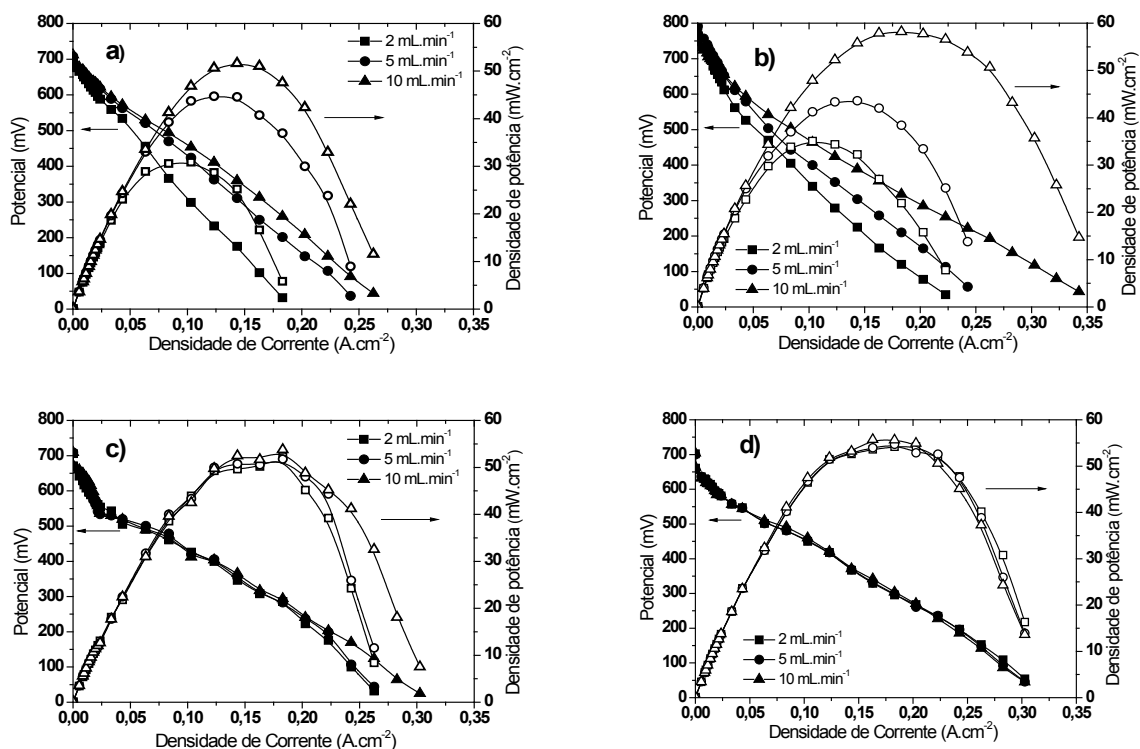 a)
2 mL.min⁻¹
5 mL.min⁻¹
10 mL.min⁻¹
Potencial (mV)
800
700
600
500
400
300
200
100
0
Densidade de potência (mW.cm⁻²)
60
50
40
30
20
10
0
0,00 0,05 0,10 0,15 0,20 0,25 0,30 0,35
Densidade de Corrente (A.cm⁻²)
b)
2 mL.min⁻¹
5 mL.min⁻¹
10 mL.min⁻¹
Potencial (mV)
800
700
600
500
400
300
200
100
0
Densidade de potência (mW.cm⁻²)
60
50
40
30
20
10
0
0,00 0,05 0,10 0,15 0,20 0,25 0,30 0,35
Densidade de Corrente (A.cm⁻²)
c)
2 mL.min⁻¹
5 mL.min⁻¹
10 mL.min⁻¹
Potencial (mV)
800
700
600
500
400
300
200
100
0
Densidade de potência (mW.cm⁻²)
60
50
40
30
20
10
0
0,00 0,05 0,10 0,15 0,20 0,25 0,30 0,35
Densidade de Corrente (A.cm⁻²)
d)
2 mL.min⁻¹
5 mL.min⁻¹
10 mL.min⁻¹
Potencial (mV)
800
700
600
500
400
300
200
100
0
Densidade de potência (mW.cm⁻²)
60
50
40
30
20
10
0
0,00 0,05 0,10 0,15 0,20 0,25 0,30 0,35
Densidade de Corrente (A.cm⁻²)